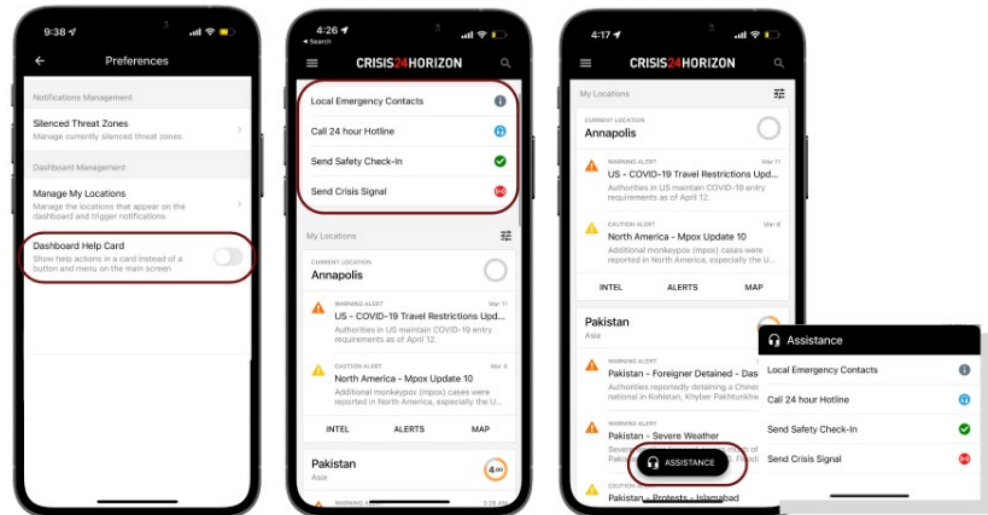 9:38
Preferences
Notifications Management
Silenced Threat Zones
Manage currently silenced threat zones.
Dashboard Management
Manage My Locations
Manage the locations that appear on the
dashboard and trigger notifications
Dashboard Help Card
Show help actions in a card instead of a
button and menu on the main screen
4:26
Search
CRISIS24HORIZON
Local Emergency Contacts
Call 24 hour Hotline
Send Safety Check-In
Send Crisis Signal
My Locations
CURRENT LOCATION
Annapolis
WARNING ALERT
Mar 11
US - COVID-19 Travel Restrictions Upd...
Authorities in US maintain COVID-19 entry
requirements as of April 12.
CAUTION ALERT
Mar 6
North America - Mpox Update 10
Additional monkeypox (mpox) cases were
reported in North America, especially the U...
INTEL ALERTS MAP
Pakistan
Asia
WARNING ALERT
4:17
CRISIS24HORIZON
My Locations
CURRENT LOCATION
Annapolis
WARNING ALERT
Mar 11
US - COVID-19 Travel Restrictions Upd...
Authorities in US maintain COVID-19 entry
requirements as of April 12.
CAUTION ALERT
Mar 6
North America - Mpox Update 10
Additional monkeypox (mpox) cases were
reported in North America, especially the U...
INTEL ALERTS MAP
Pakistan
Asia
WARNING ALERT
Pakistan - Foreigner Detained - Das
Authorities reportedly detaining a Chines
national in Kohistan, Khyber Pakhtunkhw
WARNING ALERT
Pakistan - Severe Weather
ASSISTANCE
CAUTION ALERT
Pakistan - Protests - Islamabad
Assistance
Local Emergency Contacts
Call 24 hour Hotline
Send Safety Check-In
Send Crisis Signal